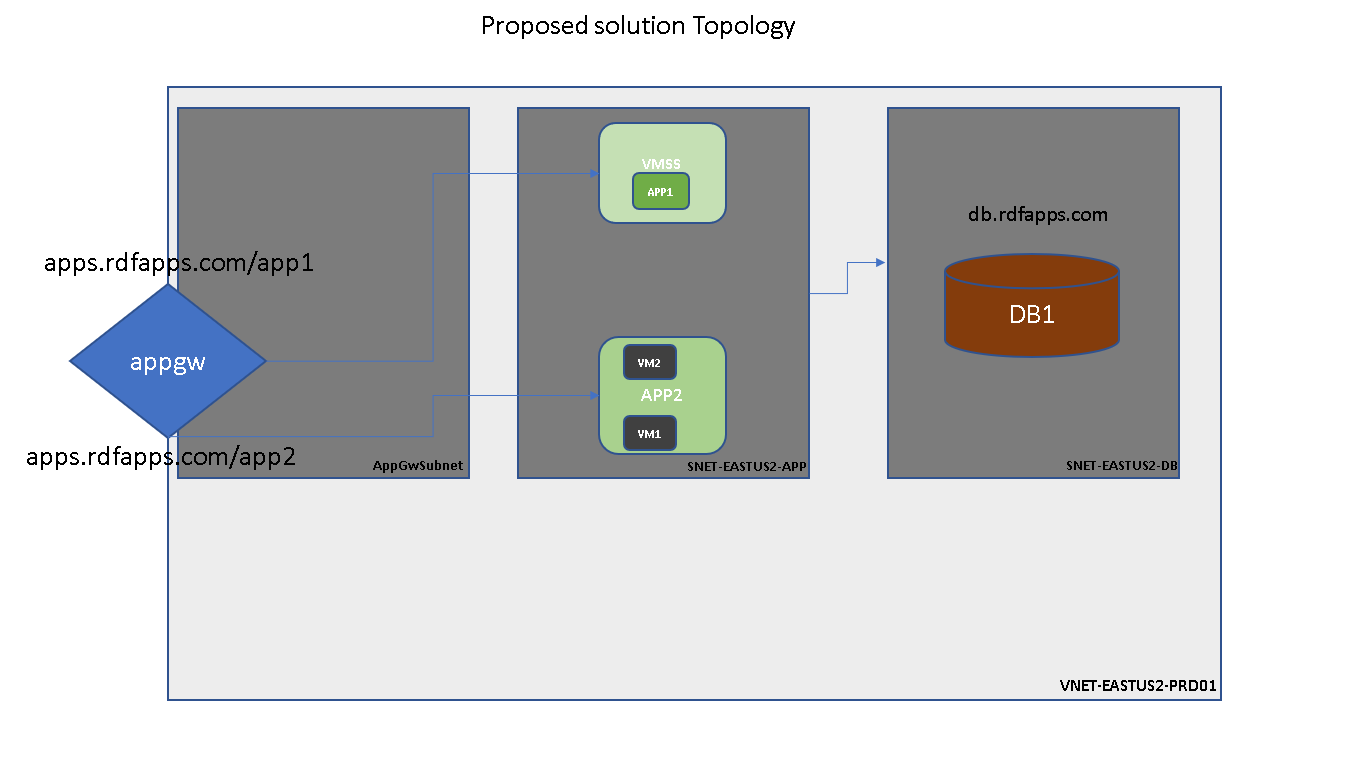 Proposed solution Topology
VMSS
APP1
db.rdfapps.com
apps.rdfapps.com/app1
DB1
appgw
VM2
APP2
VM1
apps.rdfapps.com/app2
AppGwSubnet
SNET-EASTUS2-APP
SNET-EASTUS2-DB
VNET-EASTUS2-PRD01